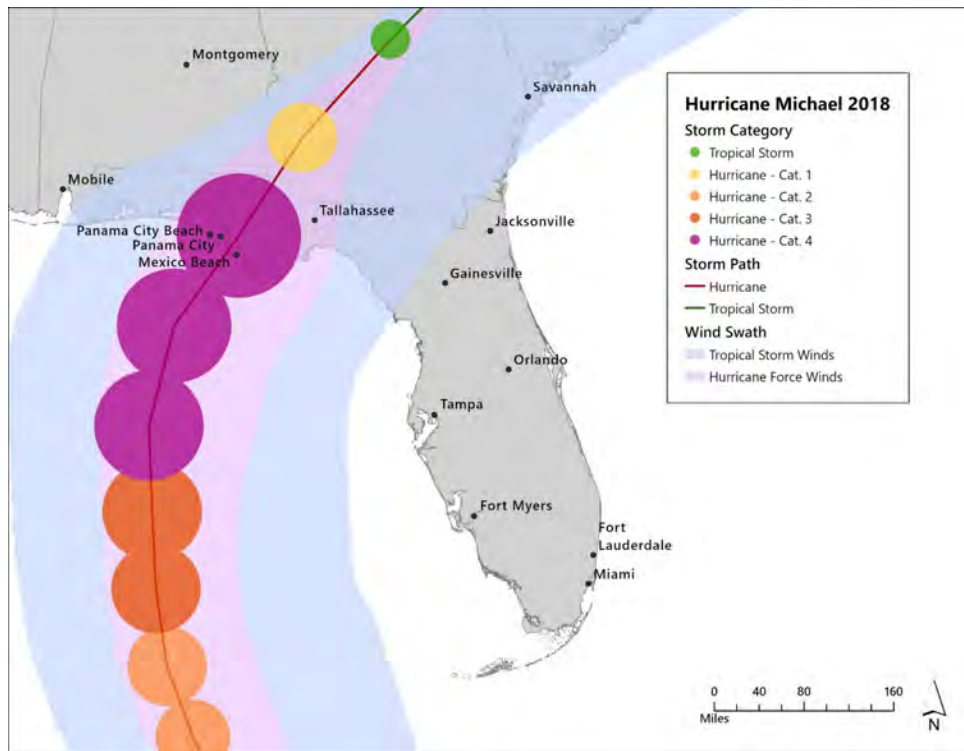 Montgomery
Savannah
Mobile
Tallahassee
Panama City Beach
Panama City
Mexico Beach
Jacksonville
Gainesville
Orlando
Tampa
Fort Myers
Fort
Lauderdale
Miami
Hurricane Michael 2018
Storm Category
Tropical Storm
Hurricane - Cat. 1
Hurricane - Cat. 2
Hurricane - Cat. 3
Hurricane - Cat. 4
Storm Path
Hurricane
Tropical Storm
Wind Swath
Tropical Storm Winds
Hurricane Force Winds
0 40 80 160
Miles
N